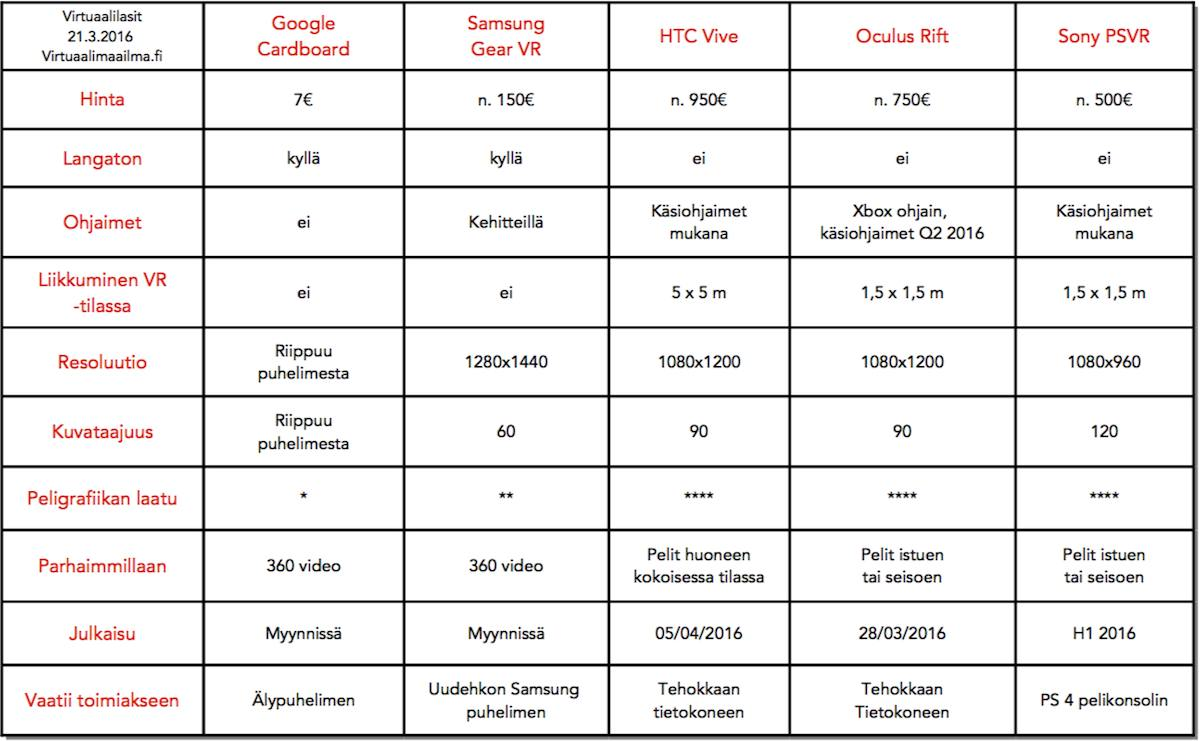 Virtuaalilasit
21.3.2016
Virtuaalimaailma.fi
Google
Cardboard
Samsung
Gear VR
HTC Vive
Oculus Rift
Sony PSVR
Hinta
7€
n. 150€
n. 950€
n. 750€
n. 500€
Langaton
kyllä
kyllä
ei
ei
ei
Ohjaimet
ei
Kehitteillä
Käsiohjaimet
mukana
Xbox ohjain,
käsiohjaimet Q2 2016
Käsiohjaimet
mukana
Liikkuminen VR
-tilassa
ei
ei
5 x 5 m
1,5 x 1,5 m
1,5 x 1,5 m
Resoluutio
Riippuu
puhelimesta
1280x1440
1080x1200
1080x1200
1080x960
Kuvataajuus
Riippuu
puhelimesta
60
90
90
120
Peligrafiikan laatu
*
**
****
****
****
Parhaimmillaan
360 video
360 video
Pelit huoneen
kokoisessa tilassa
Pelit istuen
tai seisoen
Pelit istuen
tai seisoen
Julkaisu
Myynnissä
Myynnissä
05/04/2016
28/03/2016
H1 2016
Vaatii toimiakseen
Älypuhelimen
Uudehkon Samsung
puhelimen
Tehokkaan
tietokoneen
Tehokkaan
Tietokoneen
PS 4 pelikonsolin